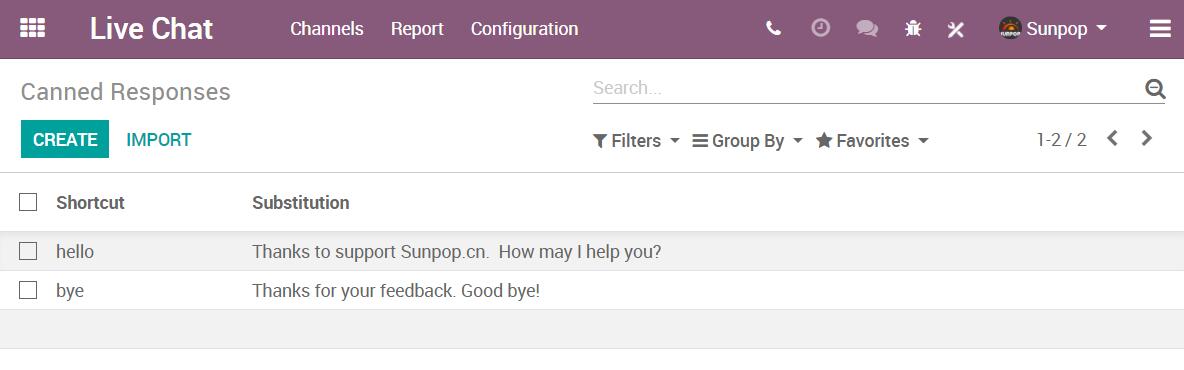 Live Chat Channels Report Configuration Sunpop
Canned Responses Search...
CREATE IMPORT Filters Group By Favorites 1-2 / 2
Shortcut Substitution
hello Thanks to support Sunpop.cn.  How may I help you?
bye Thanks for your feedback. Good bye!